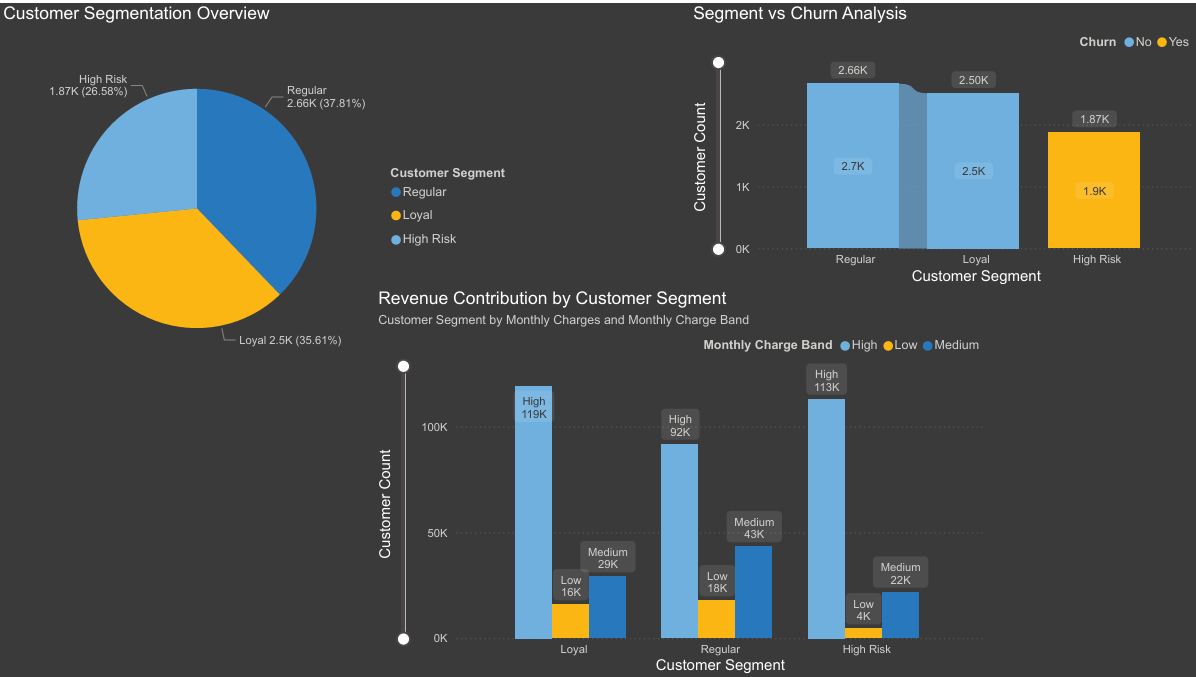 Customer Segmentation Overview
High Risk
1.87K (26.58%)
Regular
2.66K (37.81%)
Loyal 2.5K (35.61%)
Customer Segment
Regular
Loyal
High Risk
Segment vs Churn Analysis
Churn No Yes
Customer Count
2K
1K
0K
2.66K
2.7K
2.50K
2.5K
1.87K
1.9K
Regular
Loyal
High Risk
Customer Segment
Revenue Contribution by Customer Segment
Customer Segment by Monthly Charges and Monthly Charge Band
Monthly Charge Band High Low Medium
Customer Count
100K
50K
0K
High
119K
Low
16K
Medium
29K
High
92K
Low
18K
Medium
43K
High
113K
Low
4K
Medium
22K
Loyal
Regular
High Risk
Customer Segment